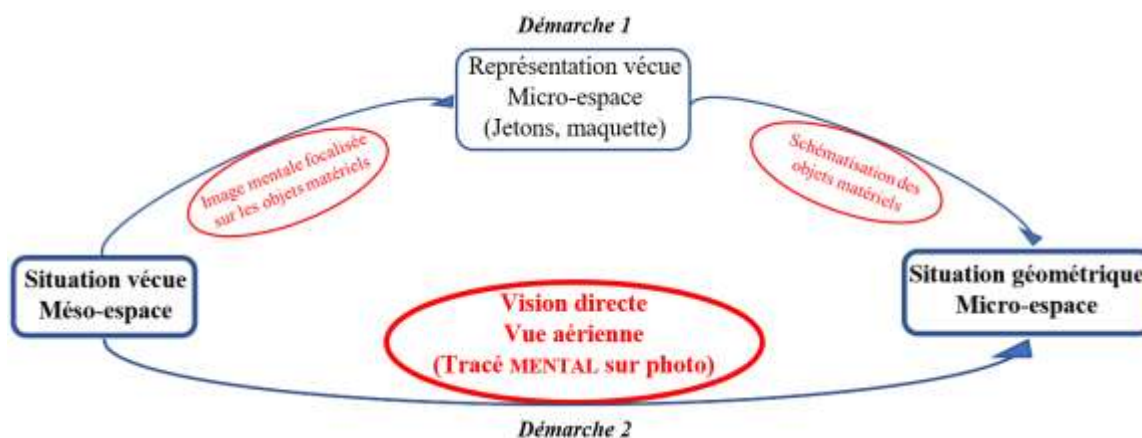 Démarche 1
Représentation vécue
Micro-espace
(Jetons, maquette)
Image mentale focalisée
sur les objets matériels
Schématisation des
objets matériels
Situation vécue
Méso-espace
Situation géométrique
Micro-espace
Vision directe
Vue aérienne
(Tracé MENTAL sur photo)
Démarche 2